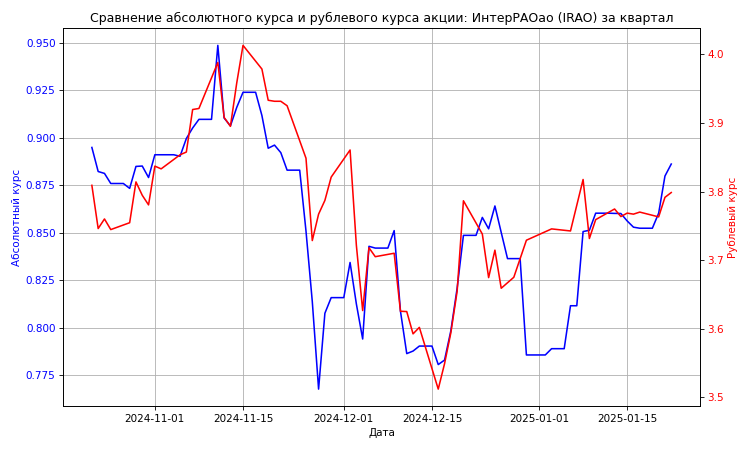 Сравнение абсолютного курса и рублевого курса акции: ИнтерРАОао (IRAO) за квартал
0.950
0.925
0.900
0.875
0.850
0.825
0.800
0.775
Абсолютный курс
4.0
3.9
3.8
3.7
3.6
3.5
Рублевый курс
2024-11-01 2024-11-15 2024-12-01 2024-12-15 2025-01-01 2025-01-15
Дата